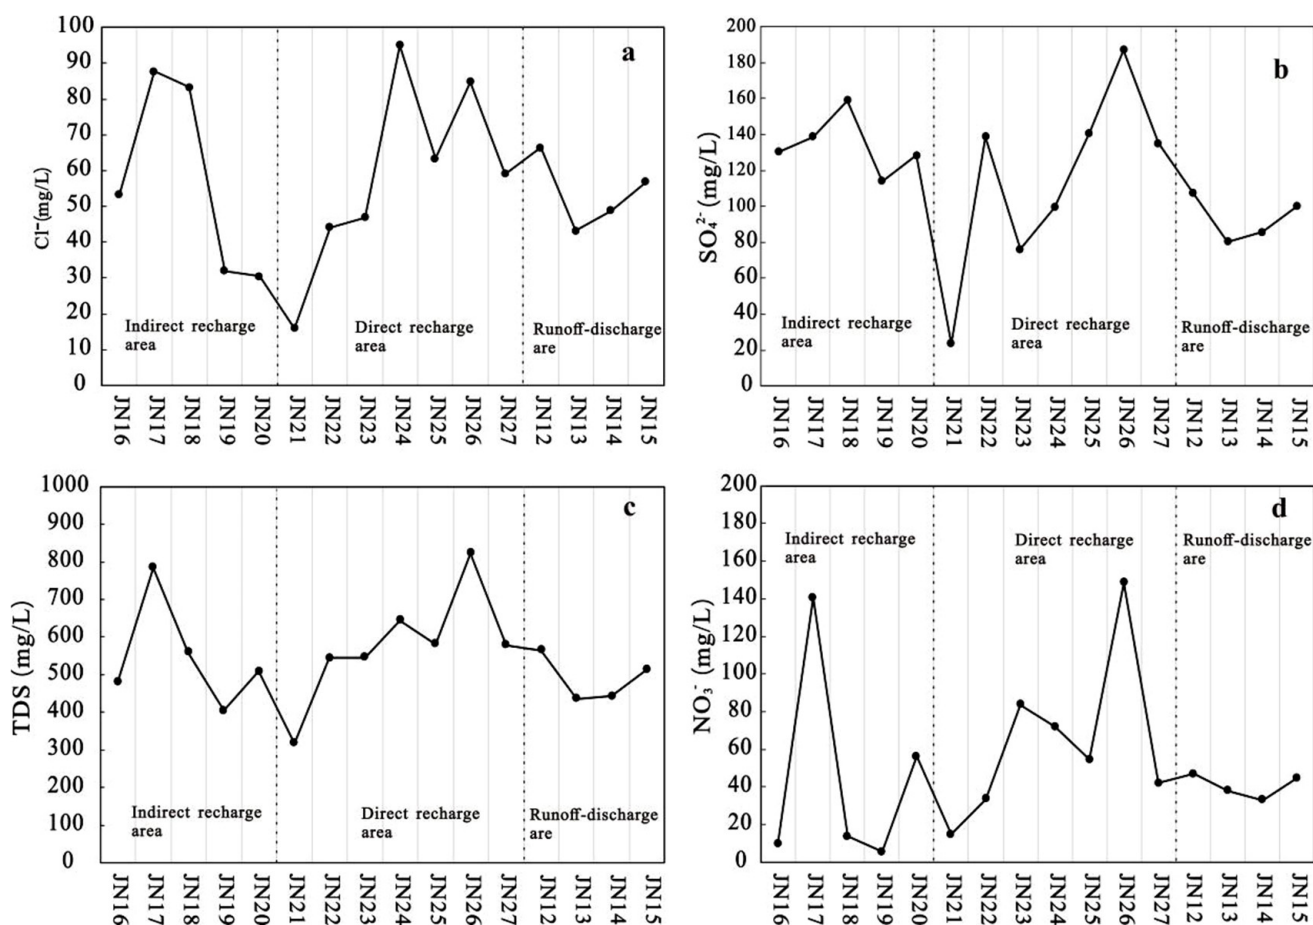 a
Cl⁻(mg/L)
100
90
80
70
60
50
40
30
20
10
0
Indirect recharge
area
Direct recharge
area
Runoff-discharge
are
JN16
JN17
JN18
JN19
JN20
JN21
JN22
JN23
JN24
JN25
JN26
JN27
JN12
JN13
JN14
JN15
b
SO₄²⁻(mg/L)
200
180
160
140
120
100
80
60
40
20
0
Indirect recharge
area
Direct recharge
area
Runoff-discharge
are
JN16
JN17
JN18
JN19
JN20
JN21
JN22
JN23
JN24
JN25
JN26
JN27
JN12
JN13
JN14
JN15
c
TDS (mg/L)
1000
900
800
700
600
500
400
300
200
100
0
Indirect recharge
area
Direct recharge
area
Runoff-discharge
are
JN16
JN17
JN18
JN19
JN20
JN21
JN22
JN23
JN24
JN25
JN26
JN27
JN12
JN13
JN14
JN15
d
NO₃⁻ (mg/L)
200
180
160
140
120
100
80
60
40
20
0
Indirect recharge
area
Direct recharge
area
Runoff-discharge
are
JN16
JN17
JN18
JN19
JN20
JN21
JN22
JN23
JN24
JN25
JN26
JN27
JN12
JN13
JN14
JN15